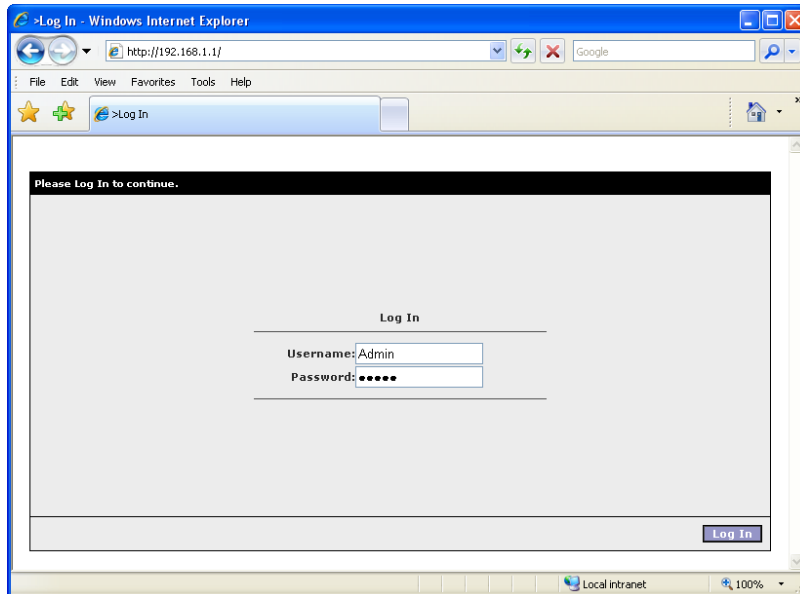 >Log In - Windows Internet Explorer
http://192.168.1.1/
Google
File Edit View Favorites Tools Help
>Log In
Please Log In to continue.
Log In
Username: Admin
Password: •••••
Log In
Local intranet 100%